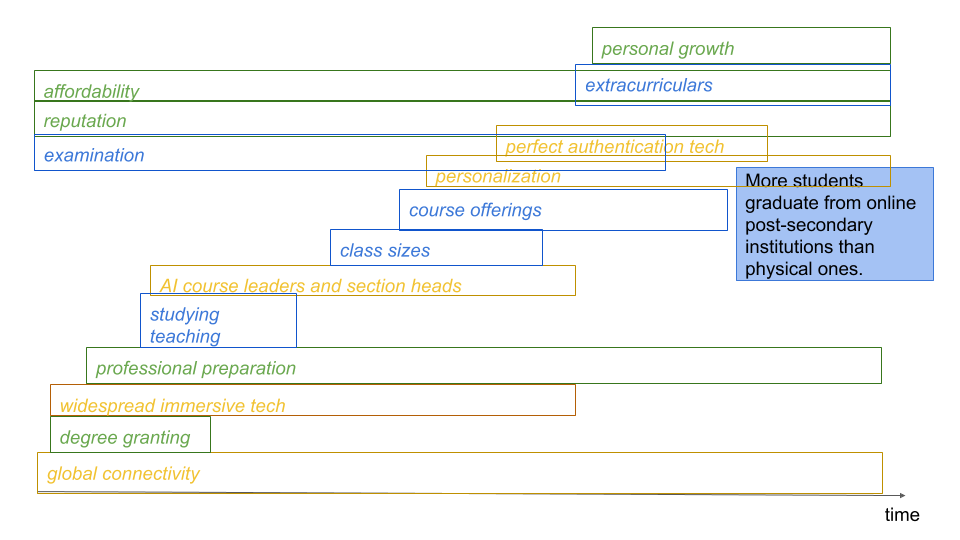 personal growth
extracurriculars
affordability
reputation
perfect authentication tech
examination
personalization
More students
graduate from online
post-secondary
institutions than
physical ones.
course offerings
class sizes
AI course leaders and section heads
studying
teaching
professional preparation
widespread immersive tech
degree granting
global connectivity
time